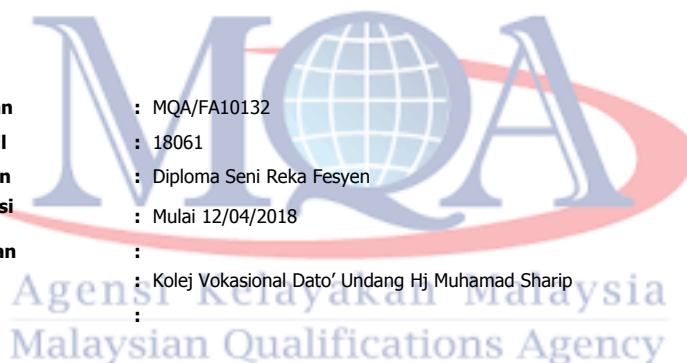 MQA
an : MQA/FA10132
l : 18061
n : Diploma Seni Reka Fesyen
si : Mulai 12/04/2018
an :
: Kolej Vokasional Dato’ Undang Hj Muhamad Sharip
:
Agensi Kelayakan Malaysia
Malaysian Qualifications Agency